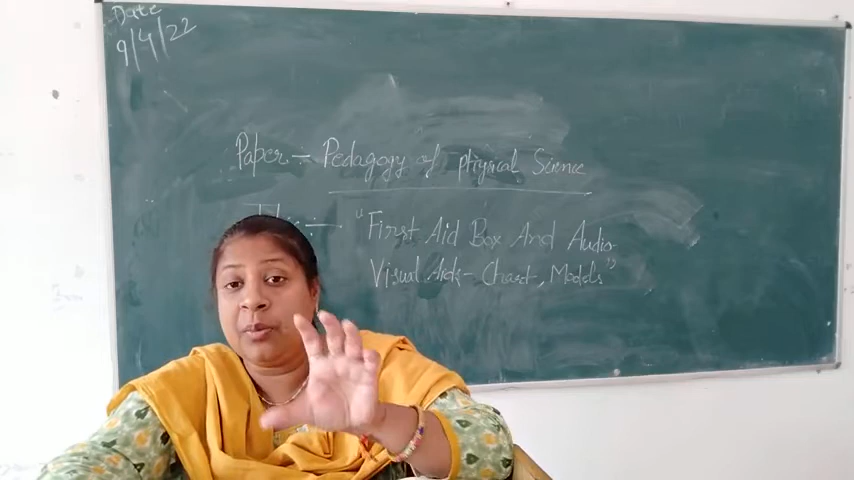 Date
9/4/22
Paper :- Pedagogy of physical Science
:- "First Aid Box And Audio
Visual Aids - Chart, Models"